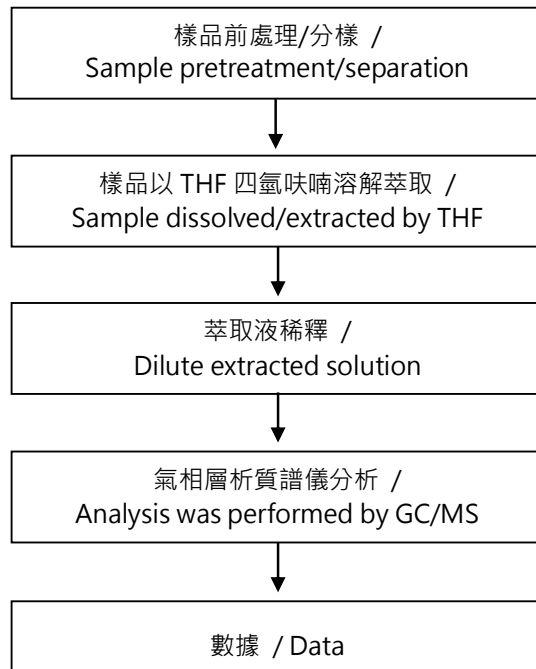 樣品前處理/分樣 /
Sample pretreatment/separation
樣品以 THF 四氫呋喃溶解萃取 /
Sample dissolved/extracted by THF
萃取液稀釋 /
Dilute extracted solution
氣相層析質譜儀分析 /
Analysis was performed by GC/MS
數據 / Data